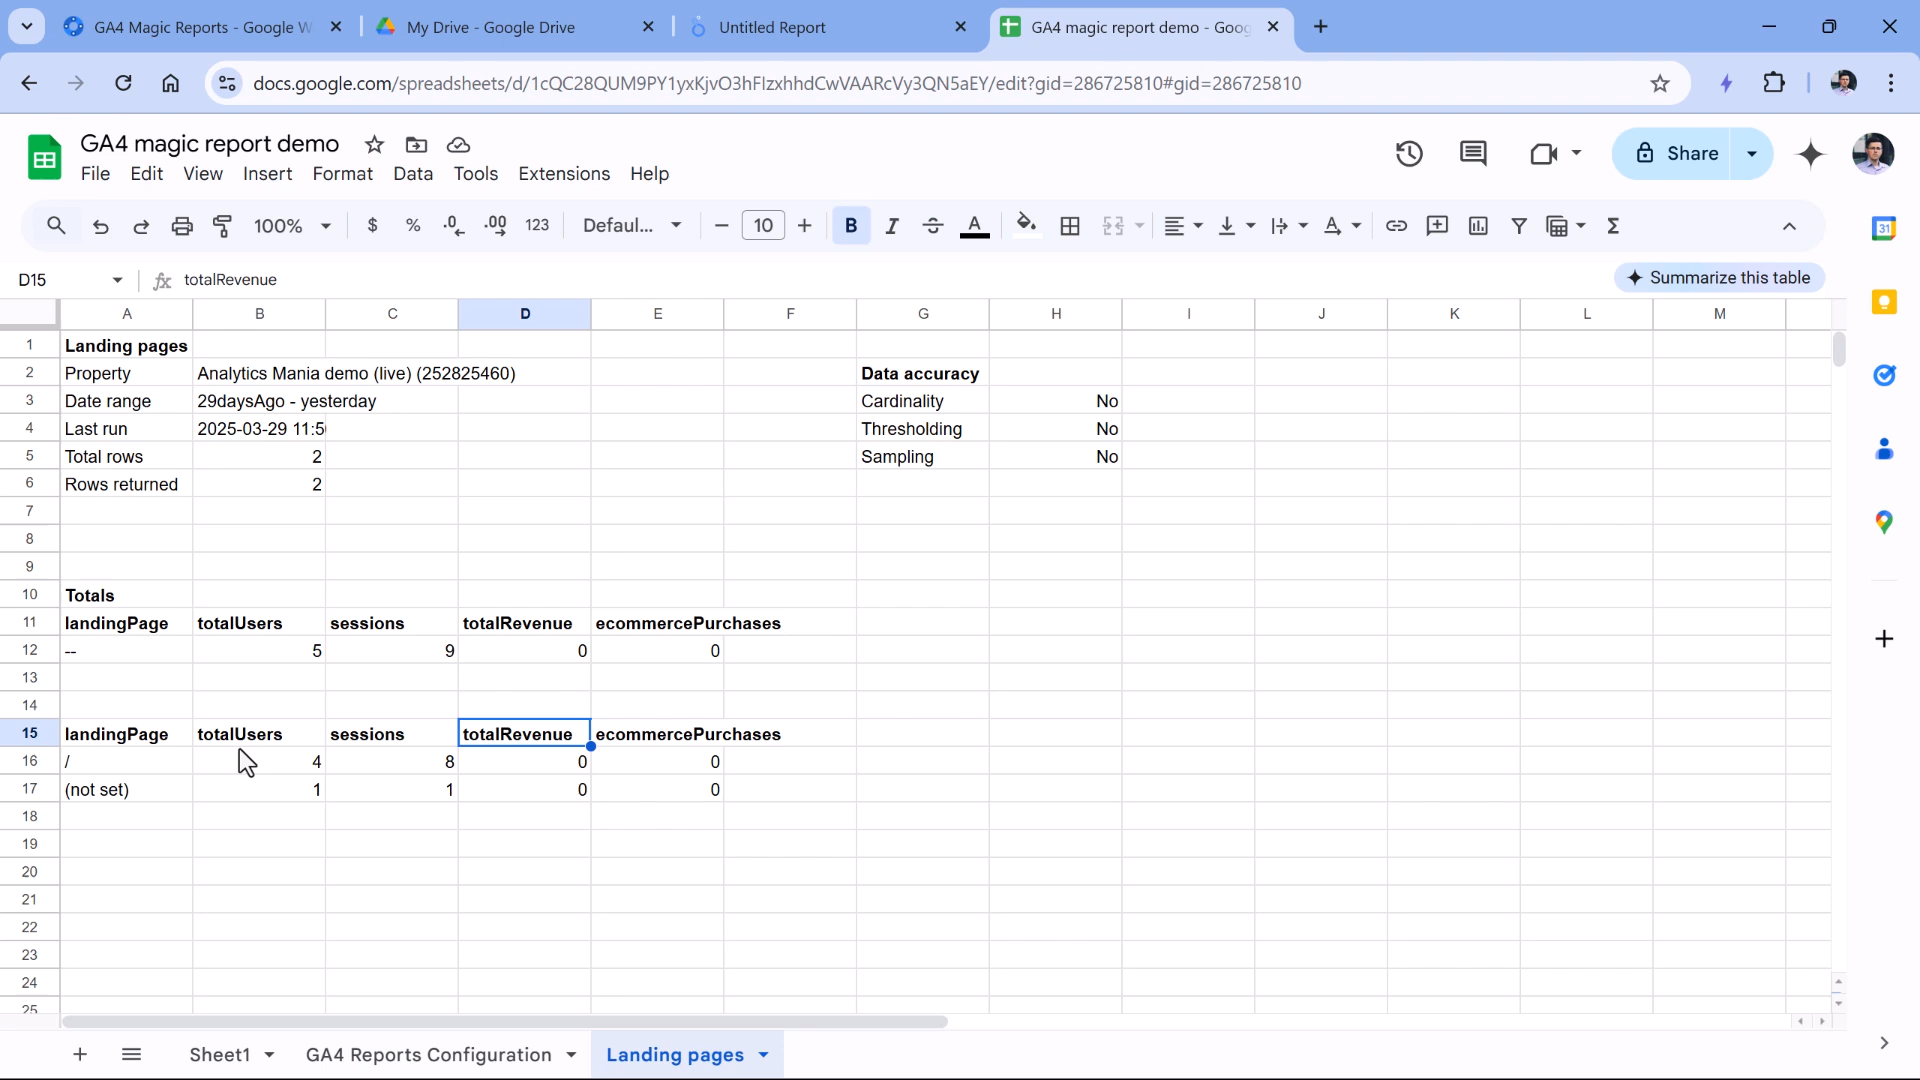 GA4 Magic Reports - Google W
My Drive - Google Drive
Untitled Report
GA4 magic report demo - Goog
docs.google.com/spreadsheets/d/1cQC28QUM9PY1yxKjvO3hFIzxhhdCwVAARcVy3QN5aEY/edit?gid=286725810#gid=286725810
GA4 magic report demo
File Edit View Insert Format Data Tools Extensions Help
Share
100% $ % .0 .00 123 Defaul... 10 B I A
31
D15 fx totalRevenue
Summarize this table
A B C D E F G H I J K L M
1 Landing pages
2 Property Analytics Mania demo (live) (252825460) Data accuracy
3 Date range 29daysAgo - yesterday Cardinality No
4 Last run 2025-03-29 11:5 Thresholding No
5 Total rows 2 Sampling No
6 Rows returned 2
7
8
9
10 Totals
11 landingPage totalUsers sessions totalRevenue ecommercePurchases
12 -- 5 9 0 0
13
14
15 landingPage totalUsers sessions totalRevenue ecommercePurchases
16 / 4 8 0 0
17 (not set) 1 1 0 0
18
19
20
21
22
23
24
25
Sheet1 GA4 Reports Configuration Landing pages